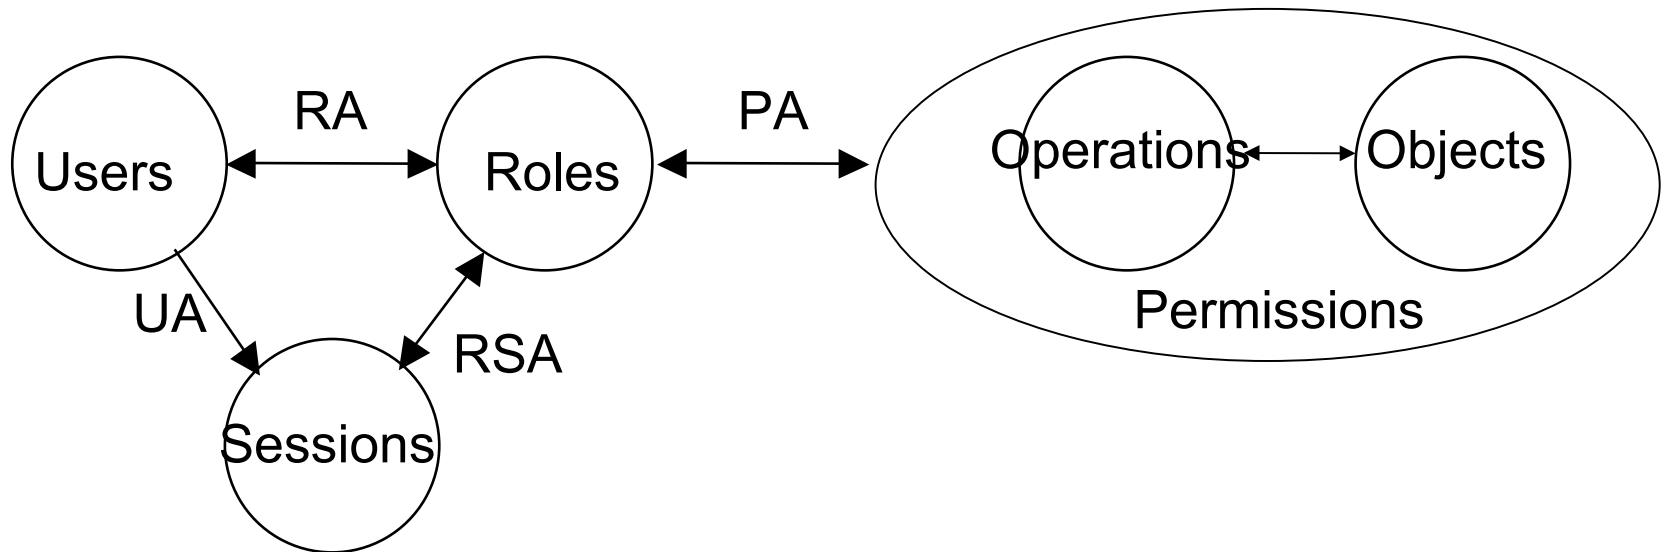 RA
PA
Users
Roles
Operations
Objects
UA
RSA
Permissions
Sessions